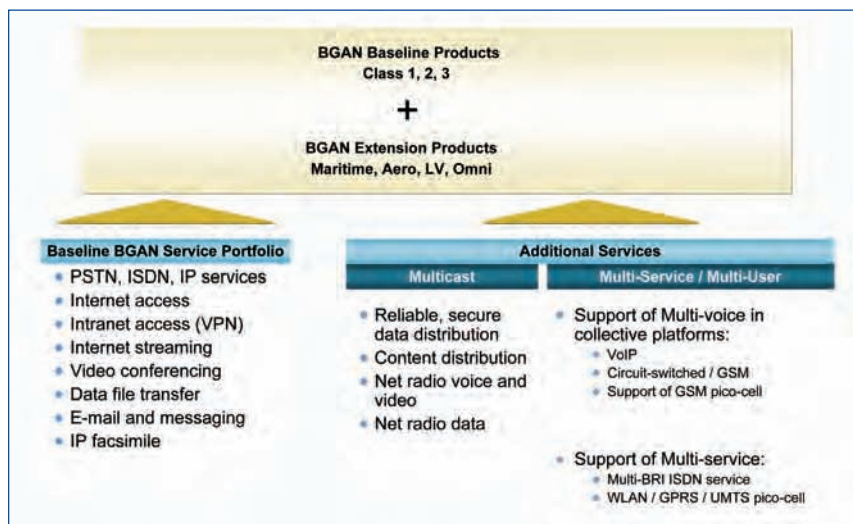 BGAN Baseline Products
Class 1, 2, 3
+
BGAN Extension Products
Maritime, Aero, LV, Omni
Baseline BGAN Service Portfolio
• PSTN, ISDN, IP services
• Internet access
• Intranet access (VPN)
• Internet streaming
• Video conferencing
• Data file transfer
• E-mail and messaging
• IP facsimile
Additional Services
Multicast
• Reliable, secure
data distribution
• Content distribution
• Net radio voice and
video
• Net radio data
Multi-Service / Multi-User
• Support of Multi-voice in
collective platforms:
• VoIP
• Circuit-switched / GSM
• Support of GSM pico-cell
• Support of Multi-service:
• Multi-BRI ISDN service
• WLAN / GPRS / UMTS pico-cell